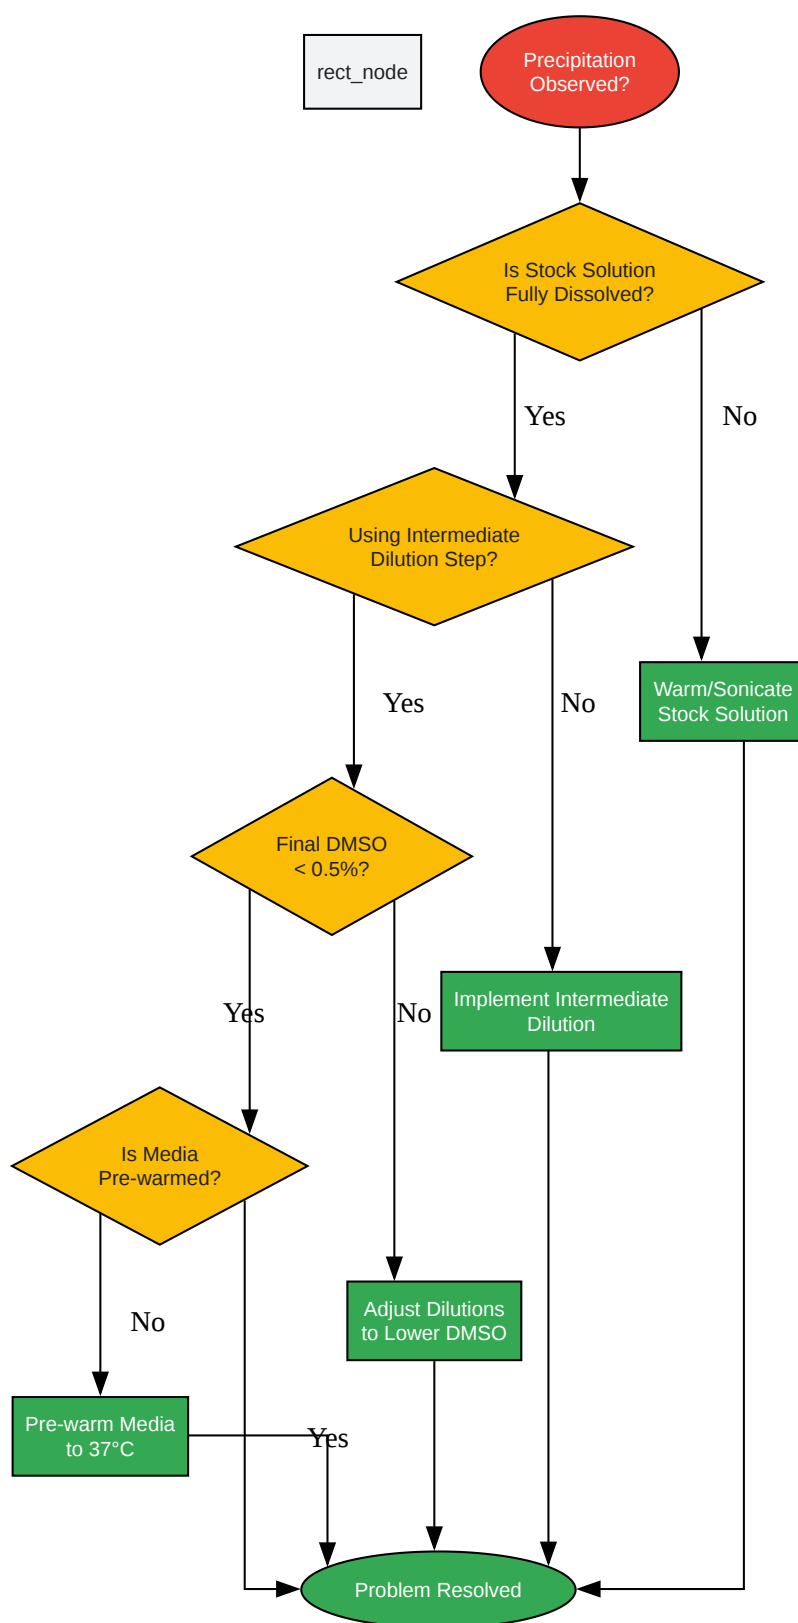 rect_node
Precipitation
Observed?
Is Stock Solution
Fully Dissolved?
Yes
No
Using Intermediate
Dilution Step?
Warm/Sonicate
Stock Solution
Yes
No
Final DMSO
< 0.5%?
Implement Intermediate
Dilution
Yes
No
Is Media
Pre-warmed?
Adjust Dilutions
to Lower DMSO
No
Pre-warm Media
to 37°C
Yes
Problem Resolved